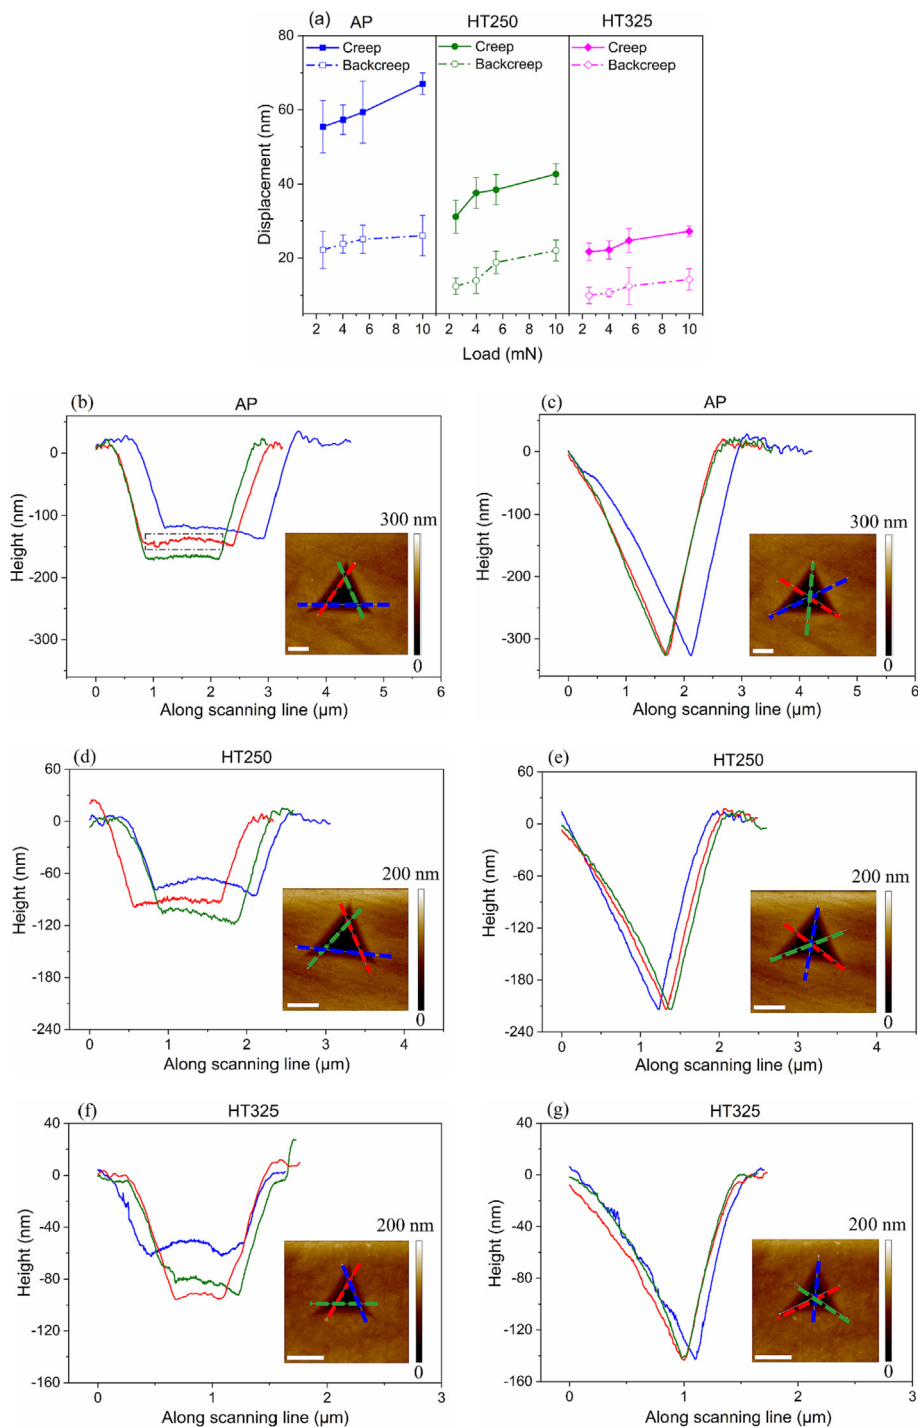 (a) AP HT250 HT325
Creep Creep Creep
Backcreep Backcreep Backcreep
Displacement (nm)
80
60
40
20
2 4 6 8 10 2 4 6 8 10 2 4 6 8 10
Load (mN)
(b) AP
Height (nm)
0
-100
-200
-300
300 nm
0
0 1 2 3 4 5 6
Along scanning line (µm)
(c) AP
Height (nm)
0
-100
-200
-300
300 nm
0
0 1 2 3 4 5 6
Along scanning line (µm)
(d) HT250
Height (nm)
60
0
-60
-120
-180
-240
200 nm
0
0 1 2 3 4
Along scanning line (µm)
(e) HT250
Height (nm)
60
0
-60
-120
-180
-240
200 nm
0
0 1 2 3 4
Along scanning line (µm)
(f) HT325
Height (nm)
40
0
-40
-80
-120
-160
200 nm
0
0 1 2 3
Along scanning line (µm)
(g) HT325
Height (nm)
40
0
-40
-80
-120
-160
200 nm
0
0 1 2 3
Along scanning line (µm)